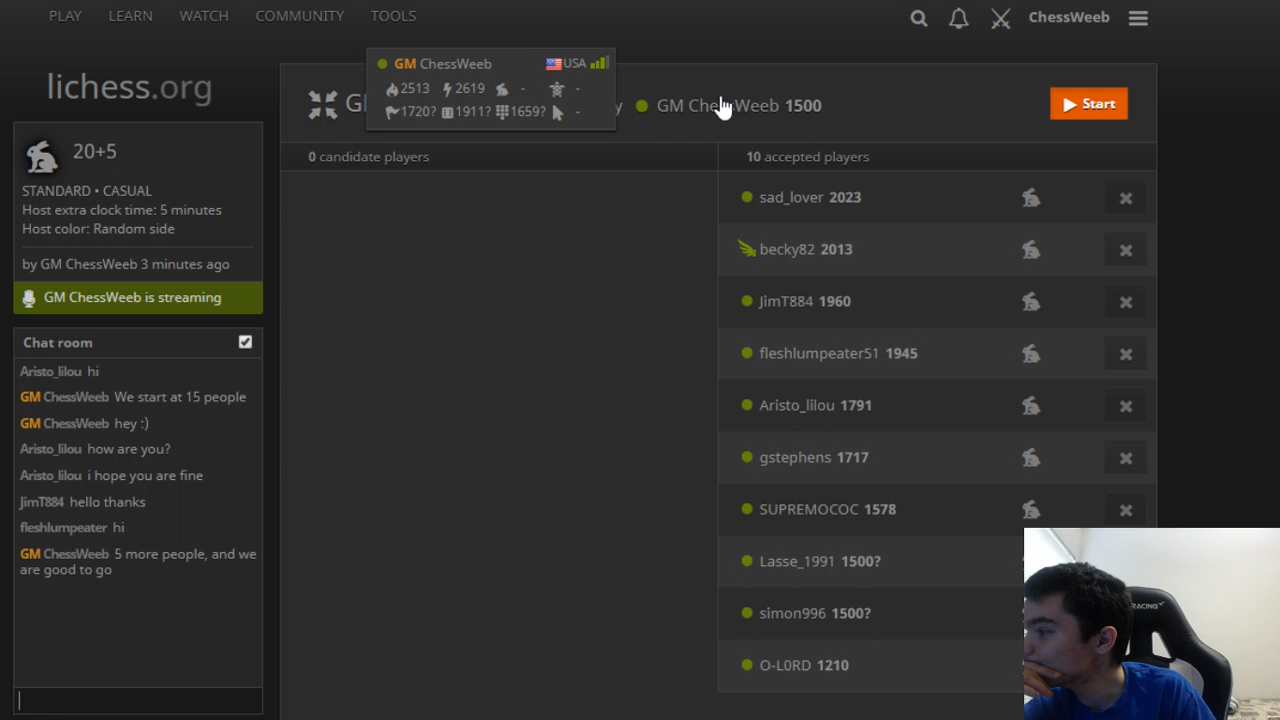 PLAY LEARN WATCH COMMUNITY TOOLS ChessWeeb
lichess.org
GM ChessWeeb USA
2513 2619 - -
1720? 1911? 1659? -
GM ChessWeeb 1500
Start
20+5
STANDARD • CASUAL
Host extra clock time: 5 minutes
Host color: Random side
by GM ChessWeeb 3 minutes ago
GM ChessWeeb is streaming
Chat room
Aristo_lilou hi
GM ChessWeeb We start at 15 people
GM ChessWeeb hey :)
Aristo_lilou how are you?
Aristo_lilou i hope you are fine
JimT884 hello thanks
fleshlumpeater hi
GM ChessWeeb 5 more people, and we
are good to go
0 candidate players
10 accepted players
sad_lover 2023
becky82 2013
JimT884 1960
fleshlumpeater51 1945
Aristo_lilou 1791
gstephens 1717
SUPREMOCOC 1578
Lasse_1991 1500?
simon996 1500?
O-L0RD 1210
RACING